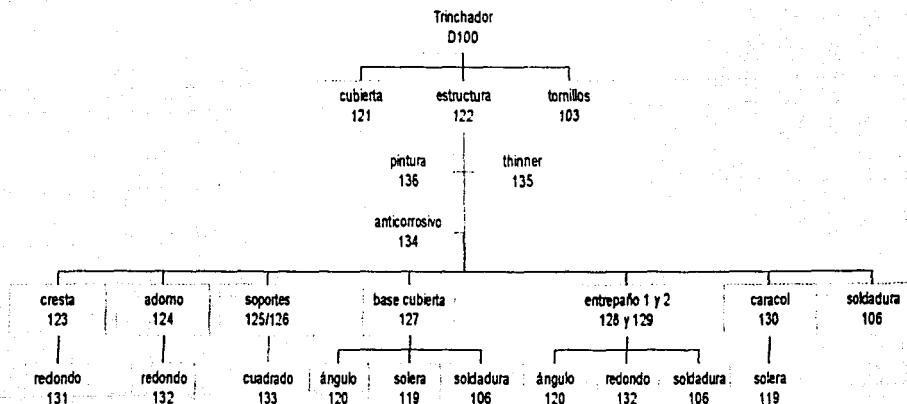 Trinchador
D100
cubierta estructura tornillos
121 122 103
pintura thinner
136 135
anticorrosivo
134
cresta adorno soportes base cubierta entrepaño 1 y 2 caracol soldadura
123 124 125/126 127 128 y 129 130 106
redondo redondo cuadrado ángulo solera soldadura ángulo redondo soldadura solera
131 132 133 120 119 106 120 132 106 119